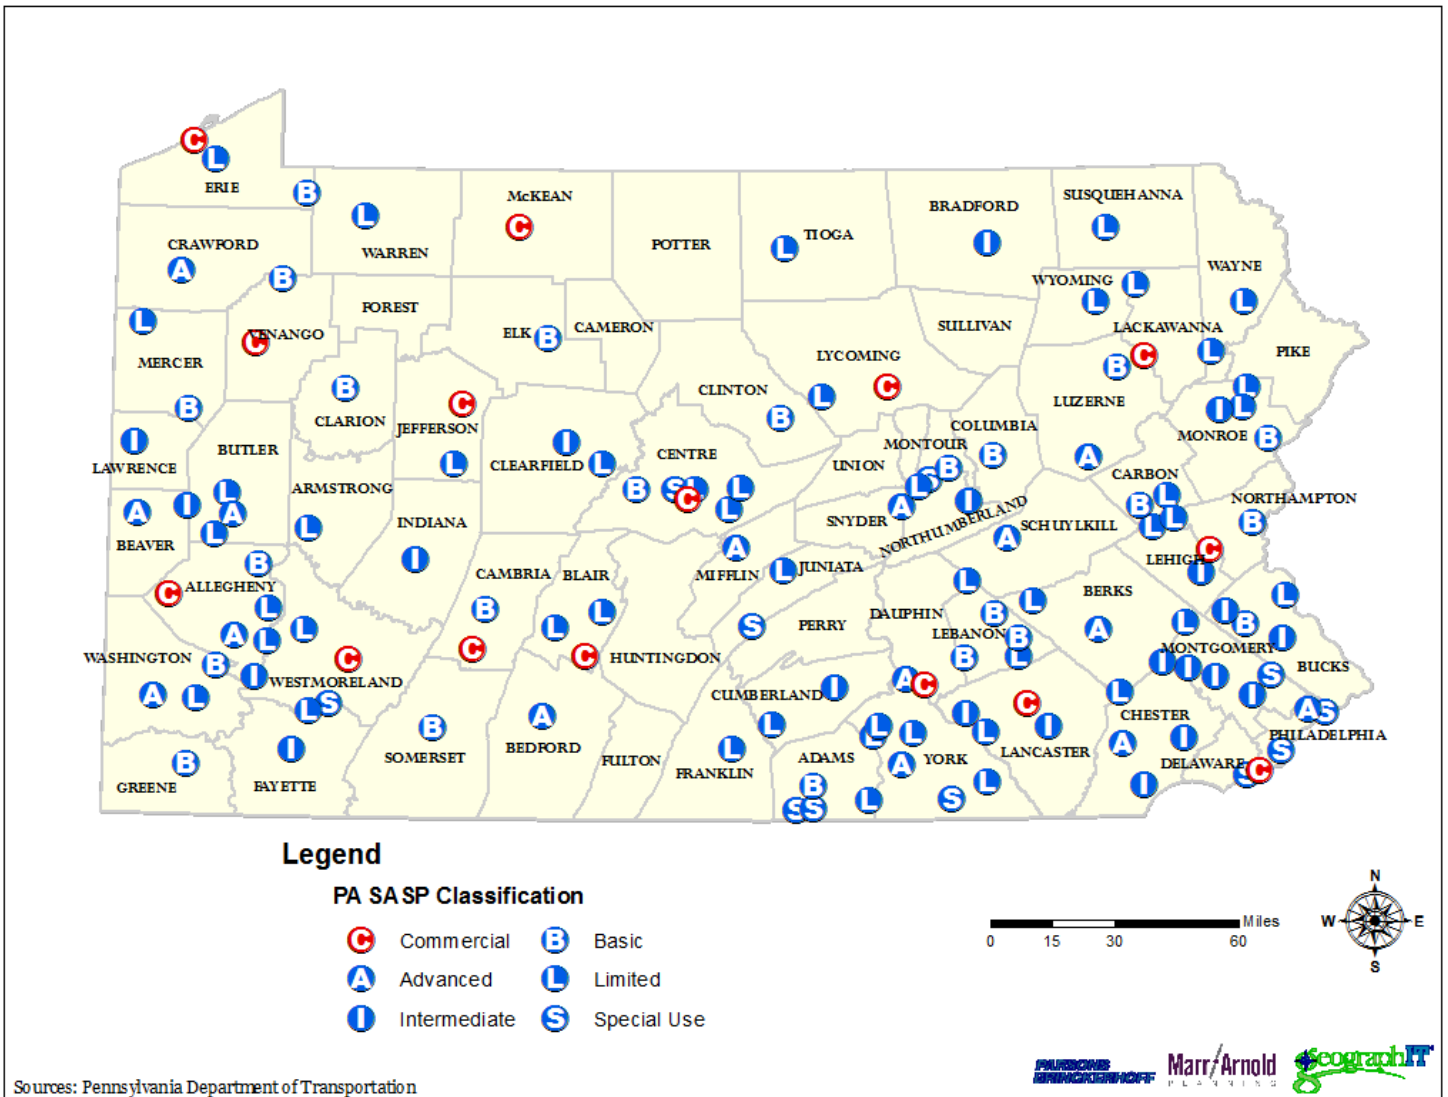 ERIE
McKEAN
SUSQUEHANNA
BRADFORD
TIOGA
CRAWFORD
WARREN
POTTER
WAYNE
WYOMING
FOREST
VENANGO
ELK
CAMERON
SULLIVAN
LACKAWANNA
MERCER
LYCOMING
PIKE
CLINTON
LUZERNE
CLARION
JEFFERSON
COLUMBIA
MONTOUR
MONROE
BUTLER
LAWRENCE
CLEARFIELD
CENTRE
UNION
CARBON
ARMSTRONG
NORTHAMPTON
INDIANA
SNYDER
NORTHUMBERLAND
SCHUYLKILL
BEAVER
LEHIGH
ALLEGHENY
CAMBRIA
BLAIR
MIFFLIN
JUNIATA
BERKS
DAUPHIN
PERRY
LEBANON
WASHINGTON
HUNTINGDON
MONTGOMERY
BUCKS
WESTMORELAND
CUMBERLAND
CHESTER
PHILADELPHIA
SOMERSET
BEDFORD
FULTON
FRANKLIN
ADAMS
YORK
LANCASTER
DELAWARE
GREENE
FAYETTE
Legend
PA SASP Classification
C Commercial B Basic
A Advanced L Limited
I Intermediate S Special Use
0 15 30 60 Miles
N
W E
S
PARSONS
BRINCKERHOFF
Marr/Arnold
PLANNING
geographIT
Sources: Pennsylvania Department of Transportation